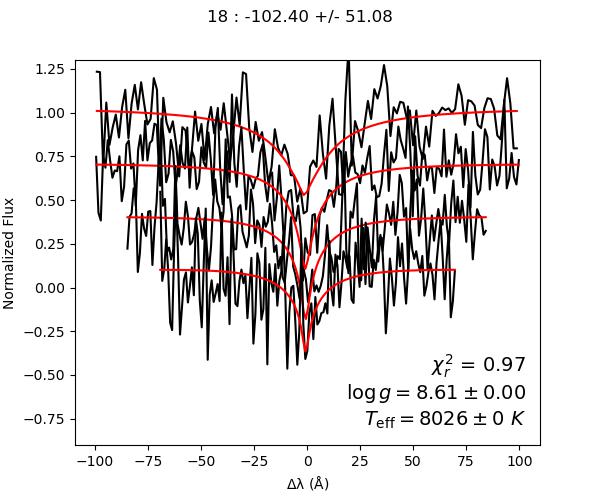 18 : -102.40 +/- 51.08
1.25
1.00
0.75
0.50
0.25
0.00
−0.25
−0.50
−0.75
Normalized Flux
χ²ᵣ = 0.97
log g = 8.61 ± 0.00
T_eff = 8026 ± 0 K
−100 −75 −50 −25 0 25 50 75 100
Δλ (Å)